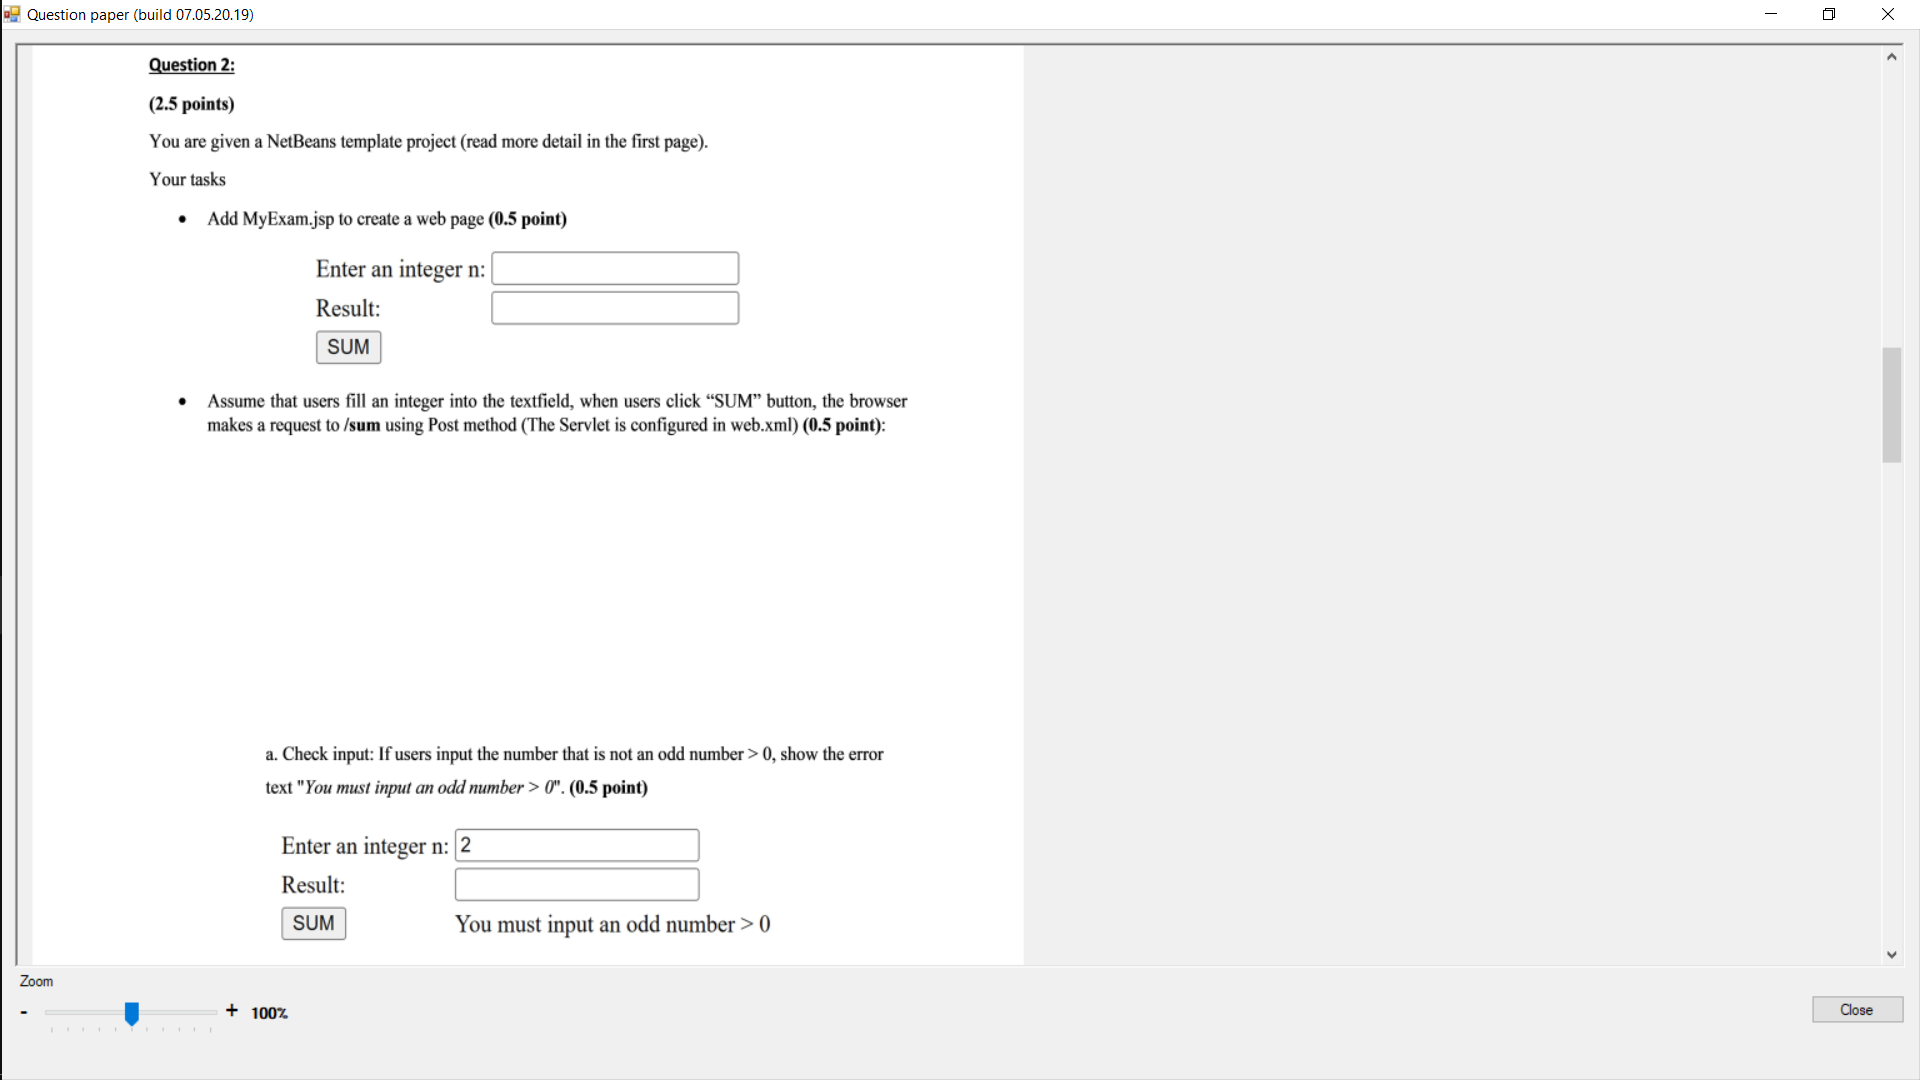 Question paper (build 07.05.20.19)
Question 2:
(2.5 points)
You are given a NetBeans template project (read more detail in the first page).
Your tasks
• Add MyExam.jsp to create a web page (0.5 point)
Enter an integer n:
Result:
SUM
• Assume that users fill an integer into the textfield, when users click “SUM” button, the browser
makes a request to /sum using Post method (The Servlet is configured in web.xml) (0.5 point):
a. Check input: If users input the number that is not an odd number > 0, show the error
text "You must input an odd number > 0". (0.5 point)
Enter an integer n: 2
Result:
SUM You must input an odd number > 0
Zoom
- + 100%
Close